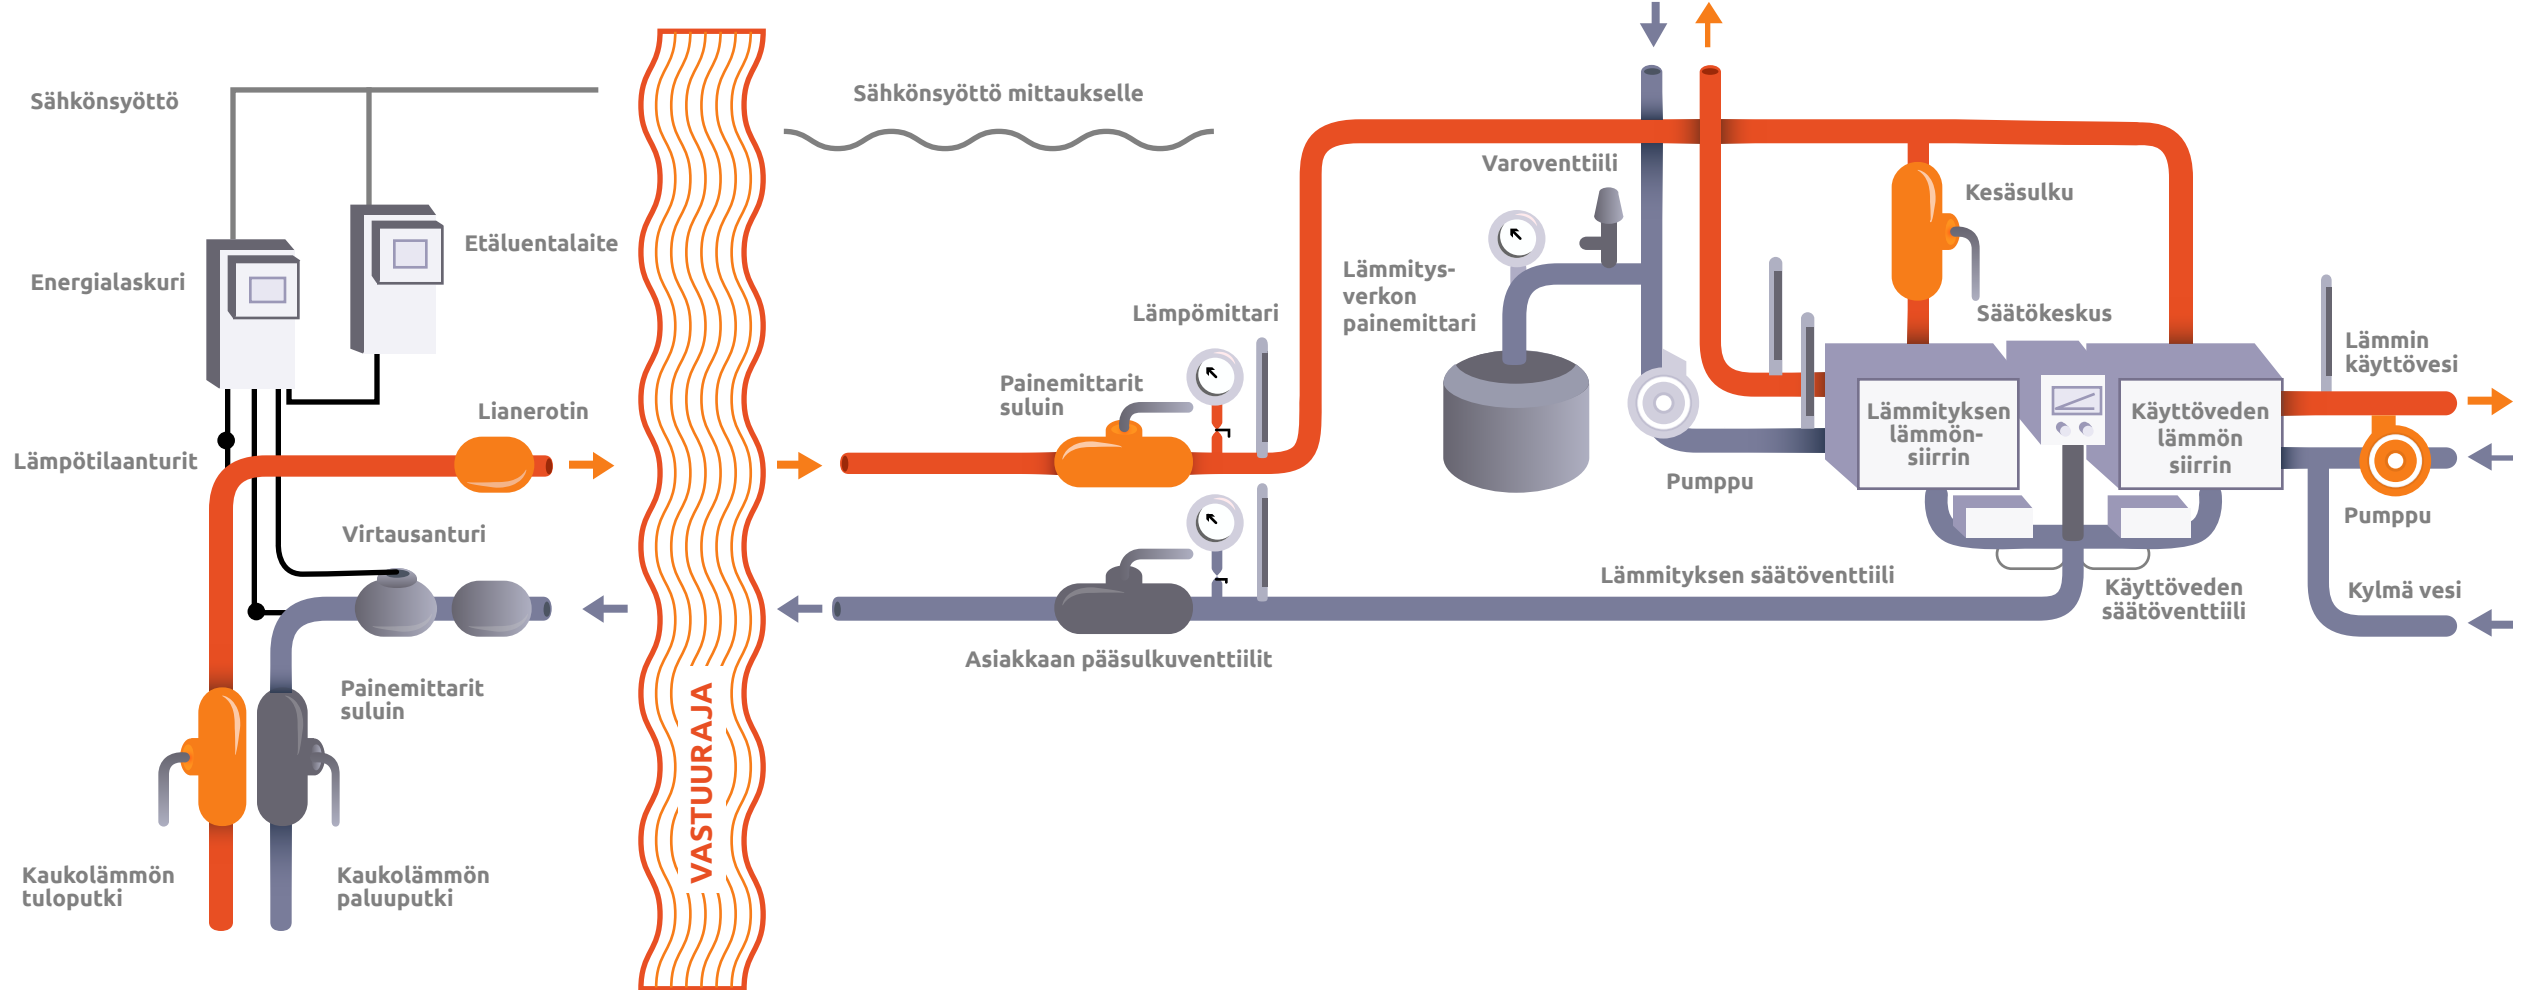 Sähkönsyöttö
Energialaskuri
Etäluentalaite
Lianerotin
Lämpötilaanturit
Virtausanturi
Painemittarit
suluin
Kaukolämmön
tuloputki
Kaukolämmön
paluuputki
VASTUURAJA
Sähkönsyöttö mittaukselle
Lämpömittari
Painemittarit
suluin
Asiakkaan pääsulkuventtiilit
Varoventtiili
Lämmitys-
verkon
painemittari
Pumppu
Kesäsulku
Säätökeskus
Lämmityksen
lämmön-
siirrin
Käyttöveden
lämmön
siirrin
Lämmin
käyttövesi
Pumppu
Kylmä vesi
Lämmityksen säätöventtiili
Käyttöveden
säätöventtiili